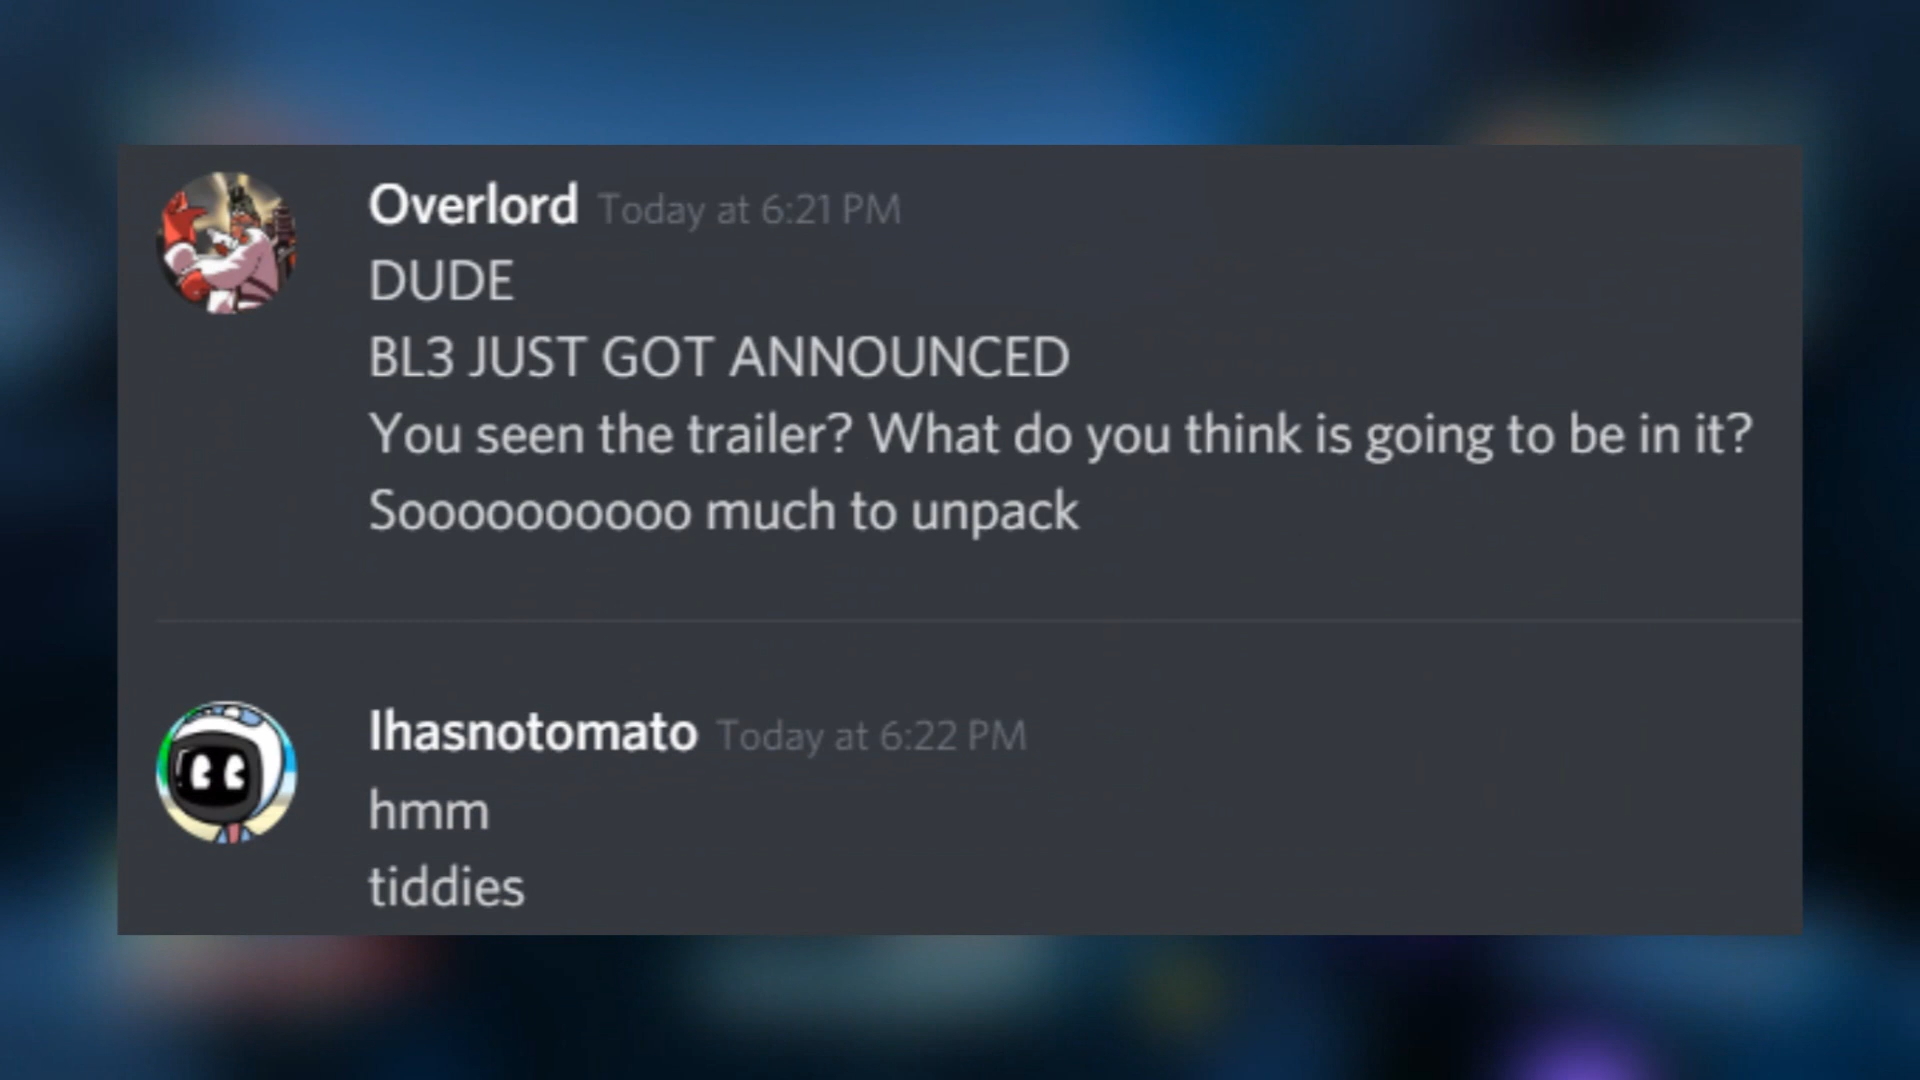 Overlord Today at 6:21 PM
DUDE
BL3 JUST GOT ANNOUNCED
You seen the trailer? What do you think is going to be in it?
Soooooooooo much to unpack
Ihasnotomato Today at 6:22 PM
hmm
tiddies